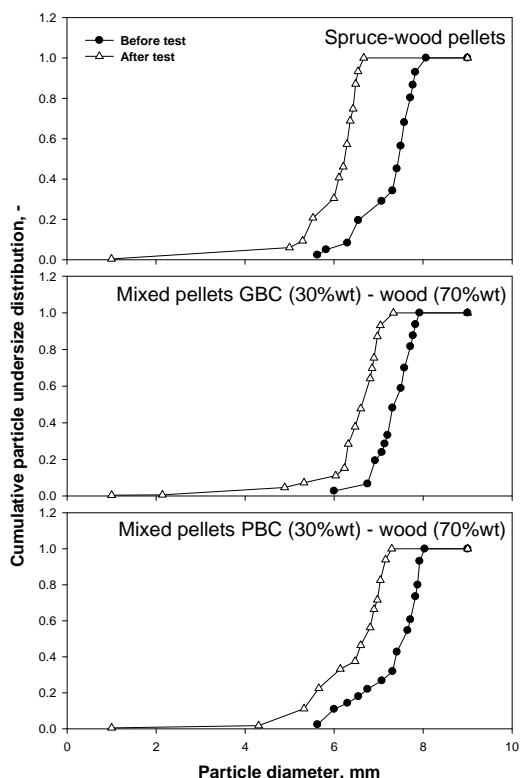 1.2
Before test
After test
Spruce-wood pellets
1.0
0.8
0.6
0.4
0.2
0.0
1.2
Mixed pellets GBC (30%wt) - wood (70%wt)
1.0
0.8
0.6
0.4
0.2
0.0
1.2
Mixed pellets PBC (30%wt) - wood (70%wt)
1.0
0.8
0.6
0.4
0.2
0.0
0 2 4 6 8 10
Cumulative particle undersize distribution, -
Particle diameter, mm